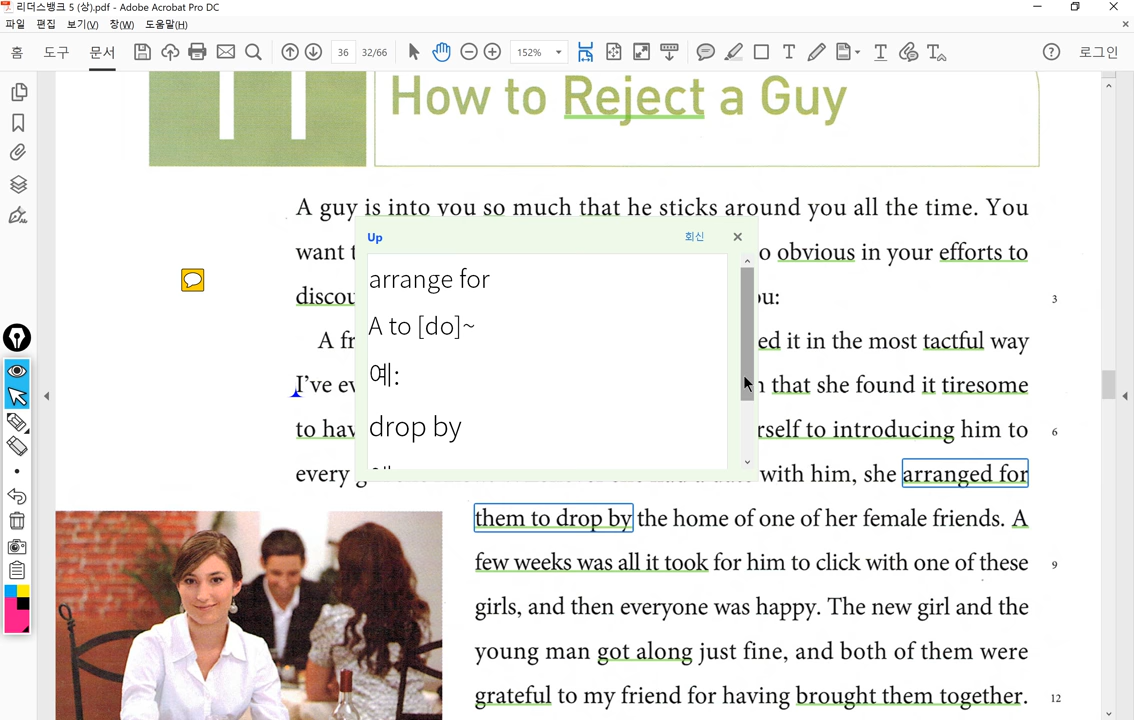 리더스뱅크 5 (상).pdf - Adobe Acrobat Pro DC
파일 편집 보기(V) 창(W) 도움말(H)
홈 도구 문서 36 32/66 152% 로그인
How to Reject a Guy
A guy is into you so much that he sticks around you all the time. You
want o obvious in your efforts to
discou ou: 3
A fr ed it in the most tactful way
I've ev that she found it tiresome
to hav rself to introducing him to 6
every with him, she arranged for
them to drop by the home of one of her female friends. A
few weeks was all it took for him to click with one of these 9
girls, and then everyone was happy. The new girl and the
young man got along just fine, and both of them were
grateful to my friend for having brought them together. 12
Up 회신
arrange for
A to [do]~
예:
drop by